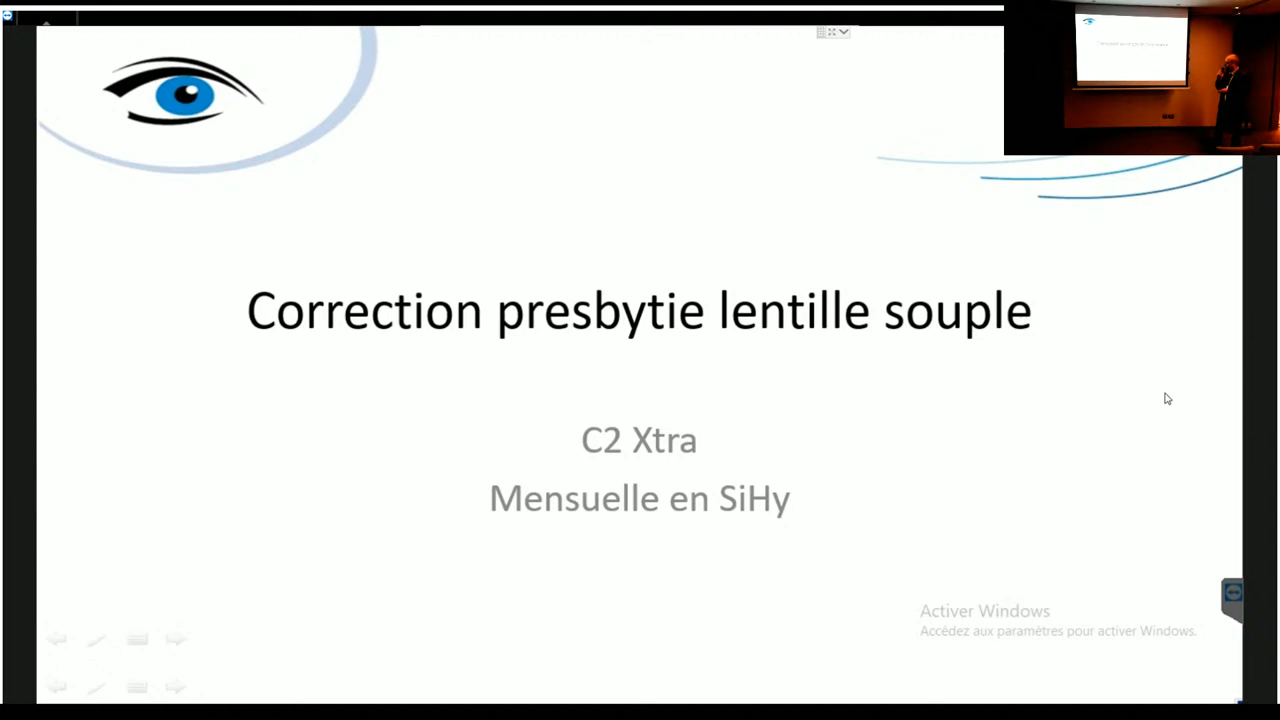 Correction presbytie lentille souple
C2 Xtra
Mensuelle en SiHy
Activer Windows
Accédez aux paramètres pour activer Windows.